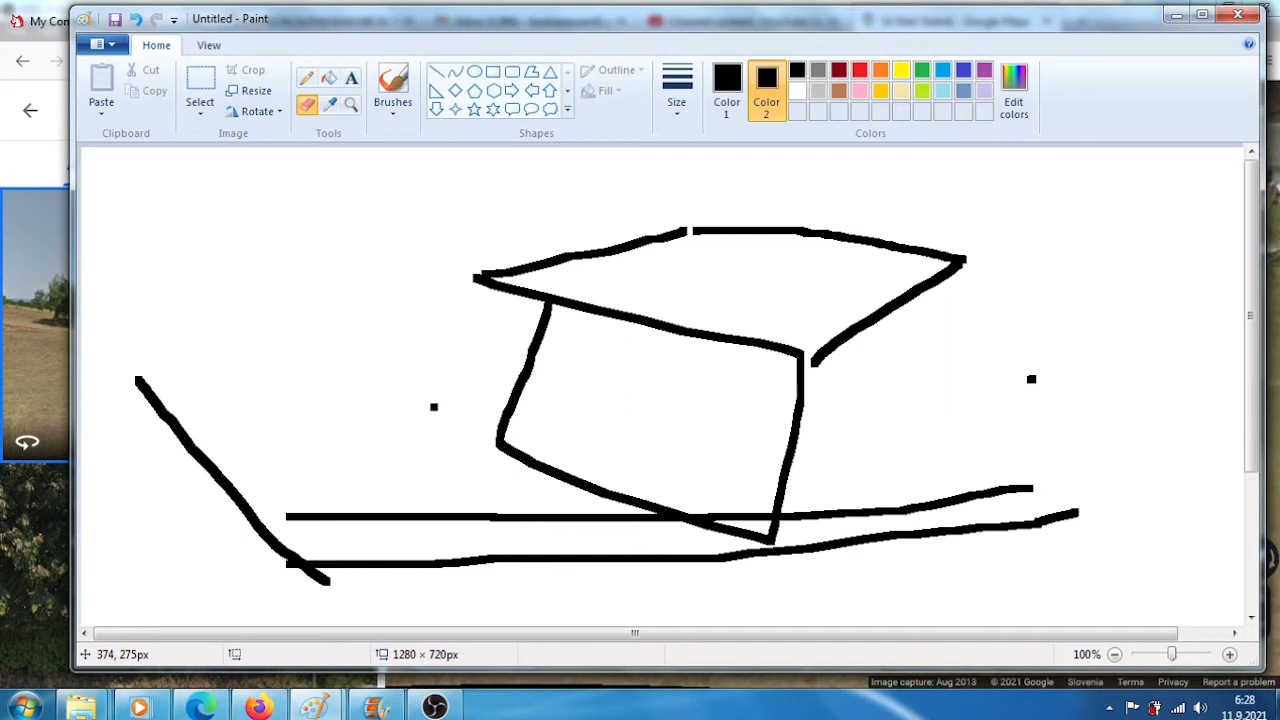 My Con
Untitled - Paint
Home
View
Paste
Cut
Copy
Clipboard
Select
Crop
Resize
Rotate
Image
Tools
Brushes
Shapes
Outline
Fill
Size
Color 1
Color 2
Edit colors
Colors
374, 275px
1280 × 720px
100%
Image capture: Aug 2013 © 2021 Google Slovenia Terms Privacy Report a problem
6:28
11.9.2021